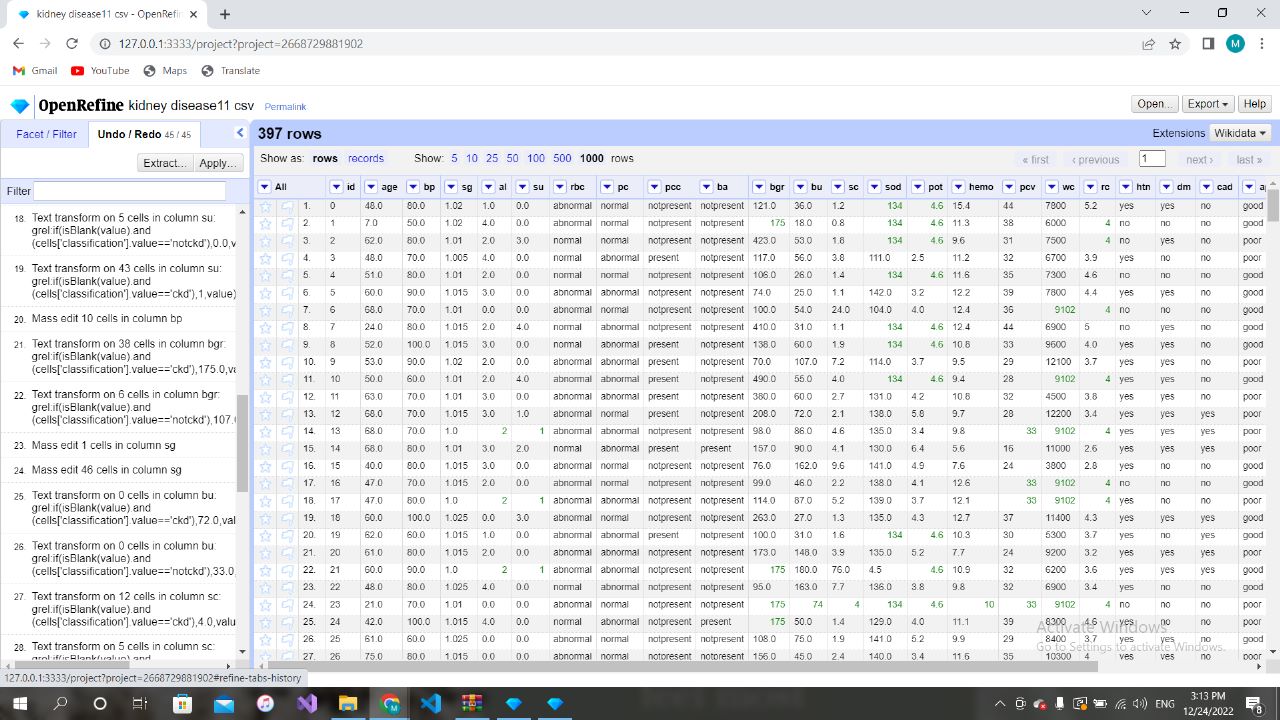 kidney disease11 csv - OpenRefin
127.0.0.1:3333/project?project=2668729881902
M
Gmail YouTube Maps Translate
OpenRefine kidney disease11 csv Permalink
Open... Export Help
Facet / Filter Undo / Redo 45 / 45
397 rows
Extensions Wikidata
Extract... Apply...
Show as: rows records Show: 5 10 25 50 100 500 1000 rows
« first ‹ previous 1 next › last »
Filter
18. Text transform on 5 cells in column su:
grel:if(isBlank(value).and
(cells['classification'].value=='notckd'),0.0,v
19. Text transform on 43 cells in column su:
grel:if(isBlank(value).and
(cells['classification'].value=='ckd'),1,value)
20. Mass edit 10 cells in column bp
21. Text transform on 38 cells in column bgr:
grel:if(isBlank(value).and
(cells['classification'].value=='ckd'),175.0,va
22. Text transform on 6 cells in column bgr:
grel:if(isBlank(value).and
(cells['classification'].value=='notckd'),107.
23. Mass edit 1 cells in column sg
24. Mass edit 46 cells in column sg
25. Text transform on 0 cells in column bu:
grel:if(isBlank(value).and
(cells['classification'].value=='ckd'),72.0,val
26. Text transform on 0 cells in column bu:
grel:if(isBlank(value).and
(cells['classification'].value=='notckd'),33.0
27. Text transform on 12 cells in column sc:
grel:if(isBlank(value).and
(cells['classification'].value=='ckd'),4.0,valu
28. Text transform on 5 cells in column sc:
grel:if(isBlank(value).and
All al id age bp sg al su rbc pc pcc ba bgr bu sc sod pot hemo pcv wc rc htn dm cad a
1. 0 48.0 80.0 1.02 1.0 0.0 abnormal normal notpresent notpresent 121.0 36.0 1.2 134 4.6 15.4 44 7800 5.2 yes yes no good
2. 1 7.0 50.0 1.02 4.0 0.0 abnormal normal notpresent notpresent 175 18.0 0.8 134 4.6 11.3 38 6000 4 no no no good
3. 2 62.0 80.0 1.01 2.0 3.0 normal normal notpresent notpresent 423.0 53.0 1.8 134 4.6 9.6 31 7500 4 no yes no poor
4. 3 48.0 70.0 1.005 4.0 0.0 normal abnormal present notpresent 117.0 56.0 3.8 111.0 2.5 11.2 32 6700 3.9 yes no no poor
5. 4 51.0 80.0 1.01 2.0 0.0 normal normal notpresent notpresent 106.0 26.0 1.4 134 4.6 11.6 35 7300 4.6 no no no good
6. 5 60.0 90.0 1.015 3.0 0.0 abnormal abnormal notpresent notpresent 74.0 25.0 1.1 142.0 3.2 12.2 39 7800 4.4 yes yes no good
7. 6 68.0 70.0 1.01 0.0 0.0 abnormal normal notpresent notpresent 100.0 54.0 24.0 104.0 4.0 12.4 36 9102 4 no no no good
8. 7 24.0 80.0 1.015 2.0 4.0 normal abnormal notpresent notpresent 410.0 31.0 1.1 134 4.6 12.4 44 6900 5 no yes no good
9. 8 52.0 100.0 1.015 3.0 0.0 normal abnormal present notpresent 138.0 60.0 1.9 134 4.6 10.8 33 9600 4.0 yes yes no good
10. 9 53.0 90.0 1.02 2.0 0.0 abnormal abnormal present notpresent 70.0 107.0 7.2 114.0 3.7 9.5 29 12100 3.7 yes yes no poor
11. 10 50.0 60.0 1.01 2.0 4.0 abnormal abnormal present notpresent 490.0 55.0 4.0 134 4.6 9.4 28 9102 4 yes yes no good
12. 11 63.0 70.0 1.01 3.0 0.0 abnormal abnormal present notpresent 380.0 60.0 2.7 131.0 4.2 10.8 32 4500 3.8 yes yes no poor
13. 12 68.0 70.0 1.015 3.0 1.0 abnormal normal present notpresent 208.0 72.0 2.1 138.0 5.8 9.7 28 12200 3.4 yes yes yes poor
14. 13 68.0 70.0 1.0 2 1 abnormal abnormal notpresent notpresent 98.0 86.0 4.6 135.0 3.4 9.8 33 9102 4 yes yes yes poor
15. 14 68.0 80.0 1.01 3.0 2.0 normal abnormal present present 157.0 90.0 4.1 130.0 6.4 5.6 16 11000 2.6 yes yes yes poor
16. 15 40.0 80.0 1.015 3.0 0.0 abnormal normal notpresent notpresent 76.0 162.0 9.6 141.0 4.9 7.6 24 3800 2.8 yes no no good
17. 16 47.0 70.0 1.015 2.0 0.0 abnormal normal notpresent notpresent 99.0 46.0 2.2 138.0 4.1 12.6 33 9102 4 no no no good
18. 17 47.0 80.0 1.0 2 1 abnormal abnormal notpresent notpresent 114.0 87.0 5.2 139.0 3.7 12.1 33 9102 4 yes no no poor
19. 18 60.0 100.0 1.025 0.0 3.0 abnormal normal notpresent notpresent 263.0 27.0 1.3 135.0 4.3 12.7 37 11400 4.3 yes yes yes good
20. 19 62.0 60.0 1.015 1.0 0.0 abnormal abnormal present notpresent 100.0 31.0 1.6 134 4.6 10.3 30 5300 3.7 yes no yes good
21. 20 61.0 80.0 1.015 2.0 0.0 abnormal abnormal notpresent notpresent 173.0 148.0 3.9 135.0 5.2 7.7 24 9200 3.2 yes yes yes poor
22. 21 60.0 90.0 1.0 2 1 abnormal abnormal notpresent notpresent 175 180.0 76.0 4.5 4.6 10.9 32 6200 3.6 yes yes yes good
23. 22 48.0 80.0 1.025 4.0 0.0 normal abnormal notpresent notpresent 95.0 163.0 7.7 136.0 3.8 9.8 32 6900 3.4 yes no no good
24. 23 21.0 70.0 1.01 0.0 0.0 abnormal normal notpresent notpresent 175 74 4 134 4.6 10 33 9102 4 no no no poor
25. 24 42.0 100.0 1.015 4.0 0.0 normal abnormal notpresent present 175 50.0 1.4 129.0 4.0 11.1 39 8300 4.6 yes no no poor
26. 25 61.0 60.0 1.025 0.0 0.0 abnormal normal notpresent notpresent 108.0 75.0 1.9 141.0 5.2 9.9 29 8400 3.7 yes yes no good
27. 26 75.0 80.0 1.015 0.0 0.0 abnormal normal notpresent notpresent 156.0 45.0 2.4 140.0 3.4 11.6 35 10300 4 yes yes no poor
Activate Windows
Go to Settings to activate Windows.
127.0.0.1:3333/project?project=2668729881902#refine-tabs-history
ENG 3:13 PM
12/24/2022